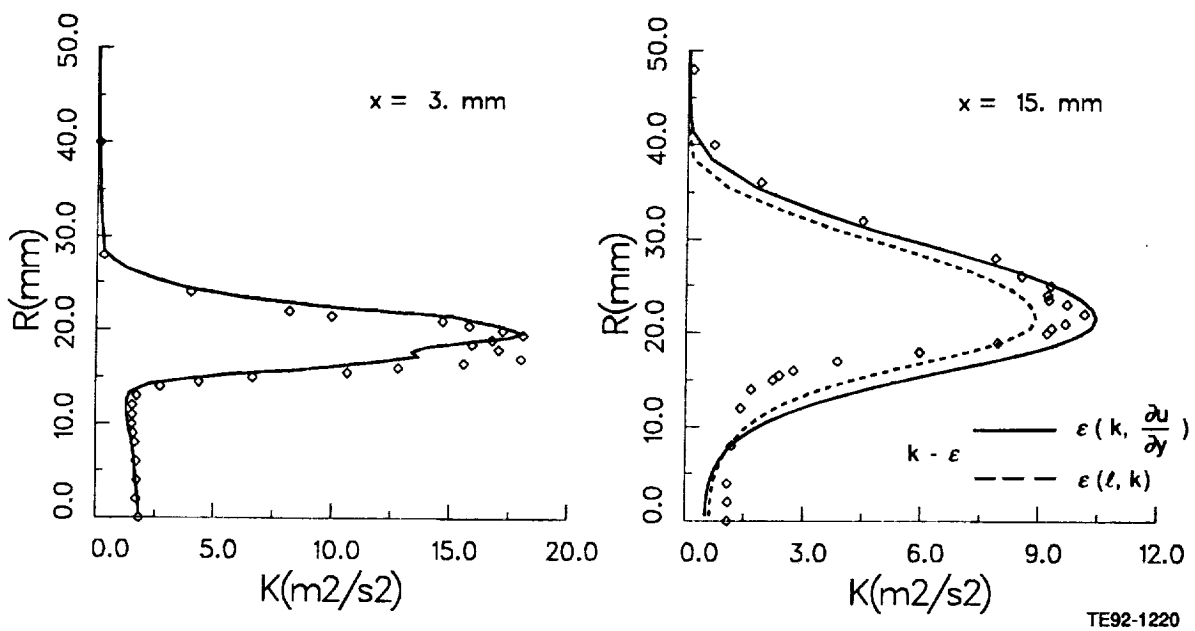 x = 3. mm
50.0
40.0
30.0
20.0
10.0
0.0
R(mm)
0.0 5.0 10.0 15.0 20.0
K(m2/s2)
x = 15. mm
50.0
40.0
30.0
20.0
10.0
0.0
R(mm)
k - ε
ε ( k, ∂u/∂y )
ε (ℓ, k)
0.0 3.0 6.0 9.0 12.0
K(m2/s2)
TE92-1220